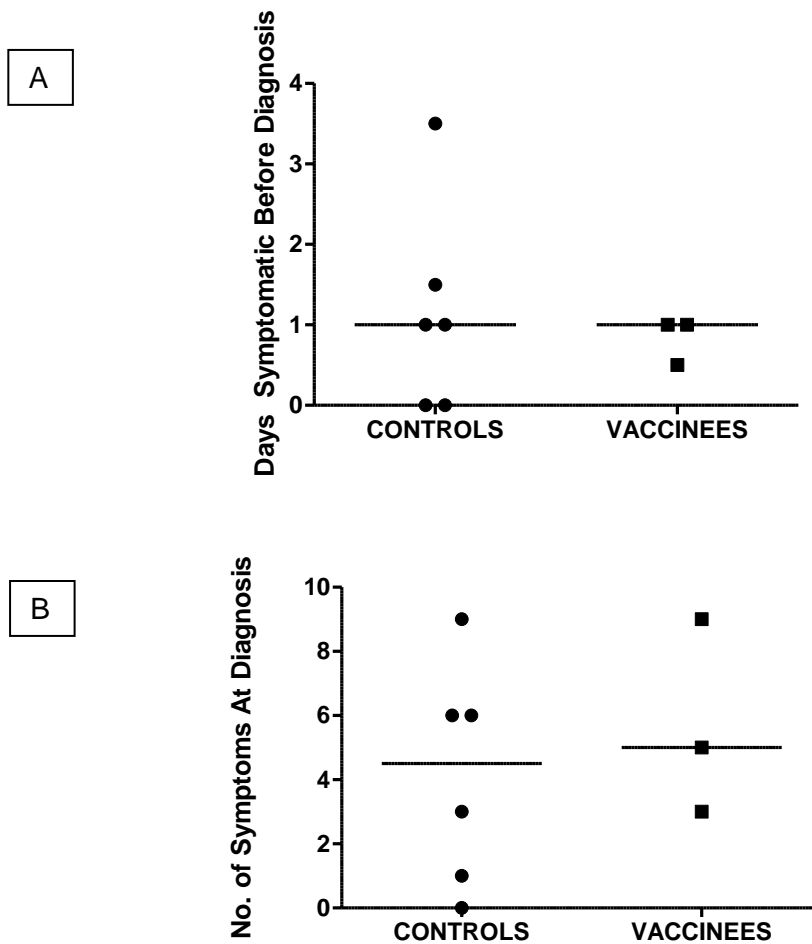 A
Days Symptomatic Before Diagnosis
4
3
2
1
0
CONTROLS VACCINEES
B
No. of Symptoms At Diagnosis
10
8
6
4
2
0
CONTROLS VACCINEES